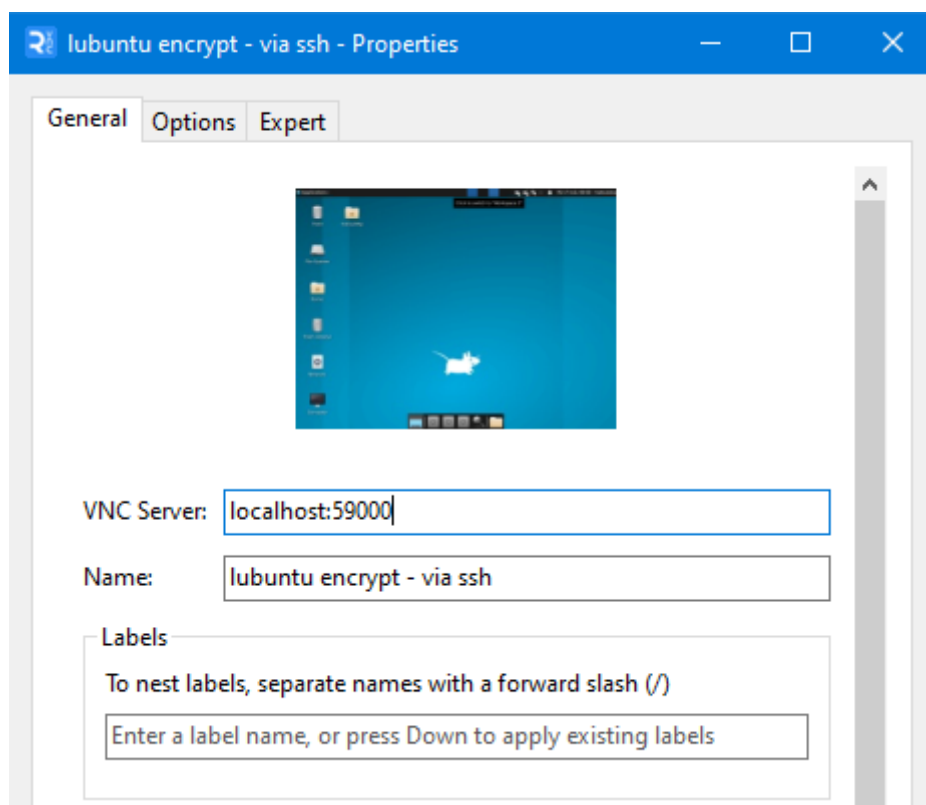 lubuntu encrypt - via ssh - Properties
General Options Expert
VNC Server: localhost:59000
Name: lubuntu encrypt - via ssh
Labels
To nest labels, separate names with a forward slash (/)
Enter a label name, or press Down to apply existing labels